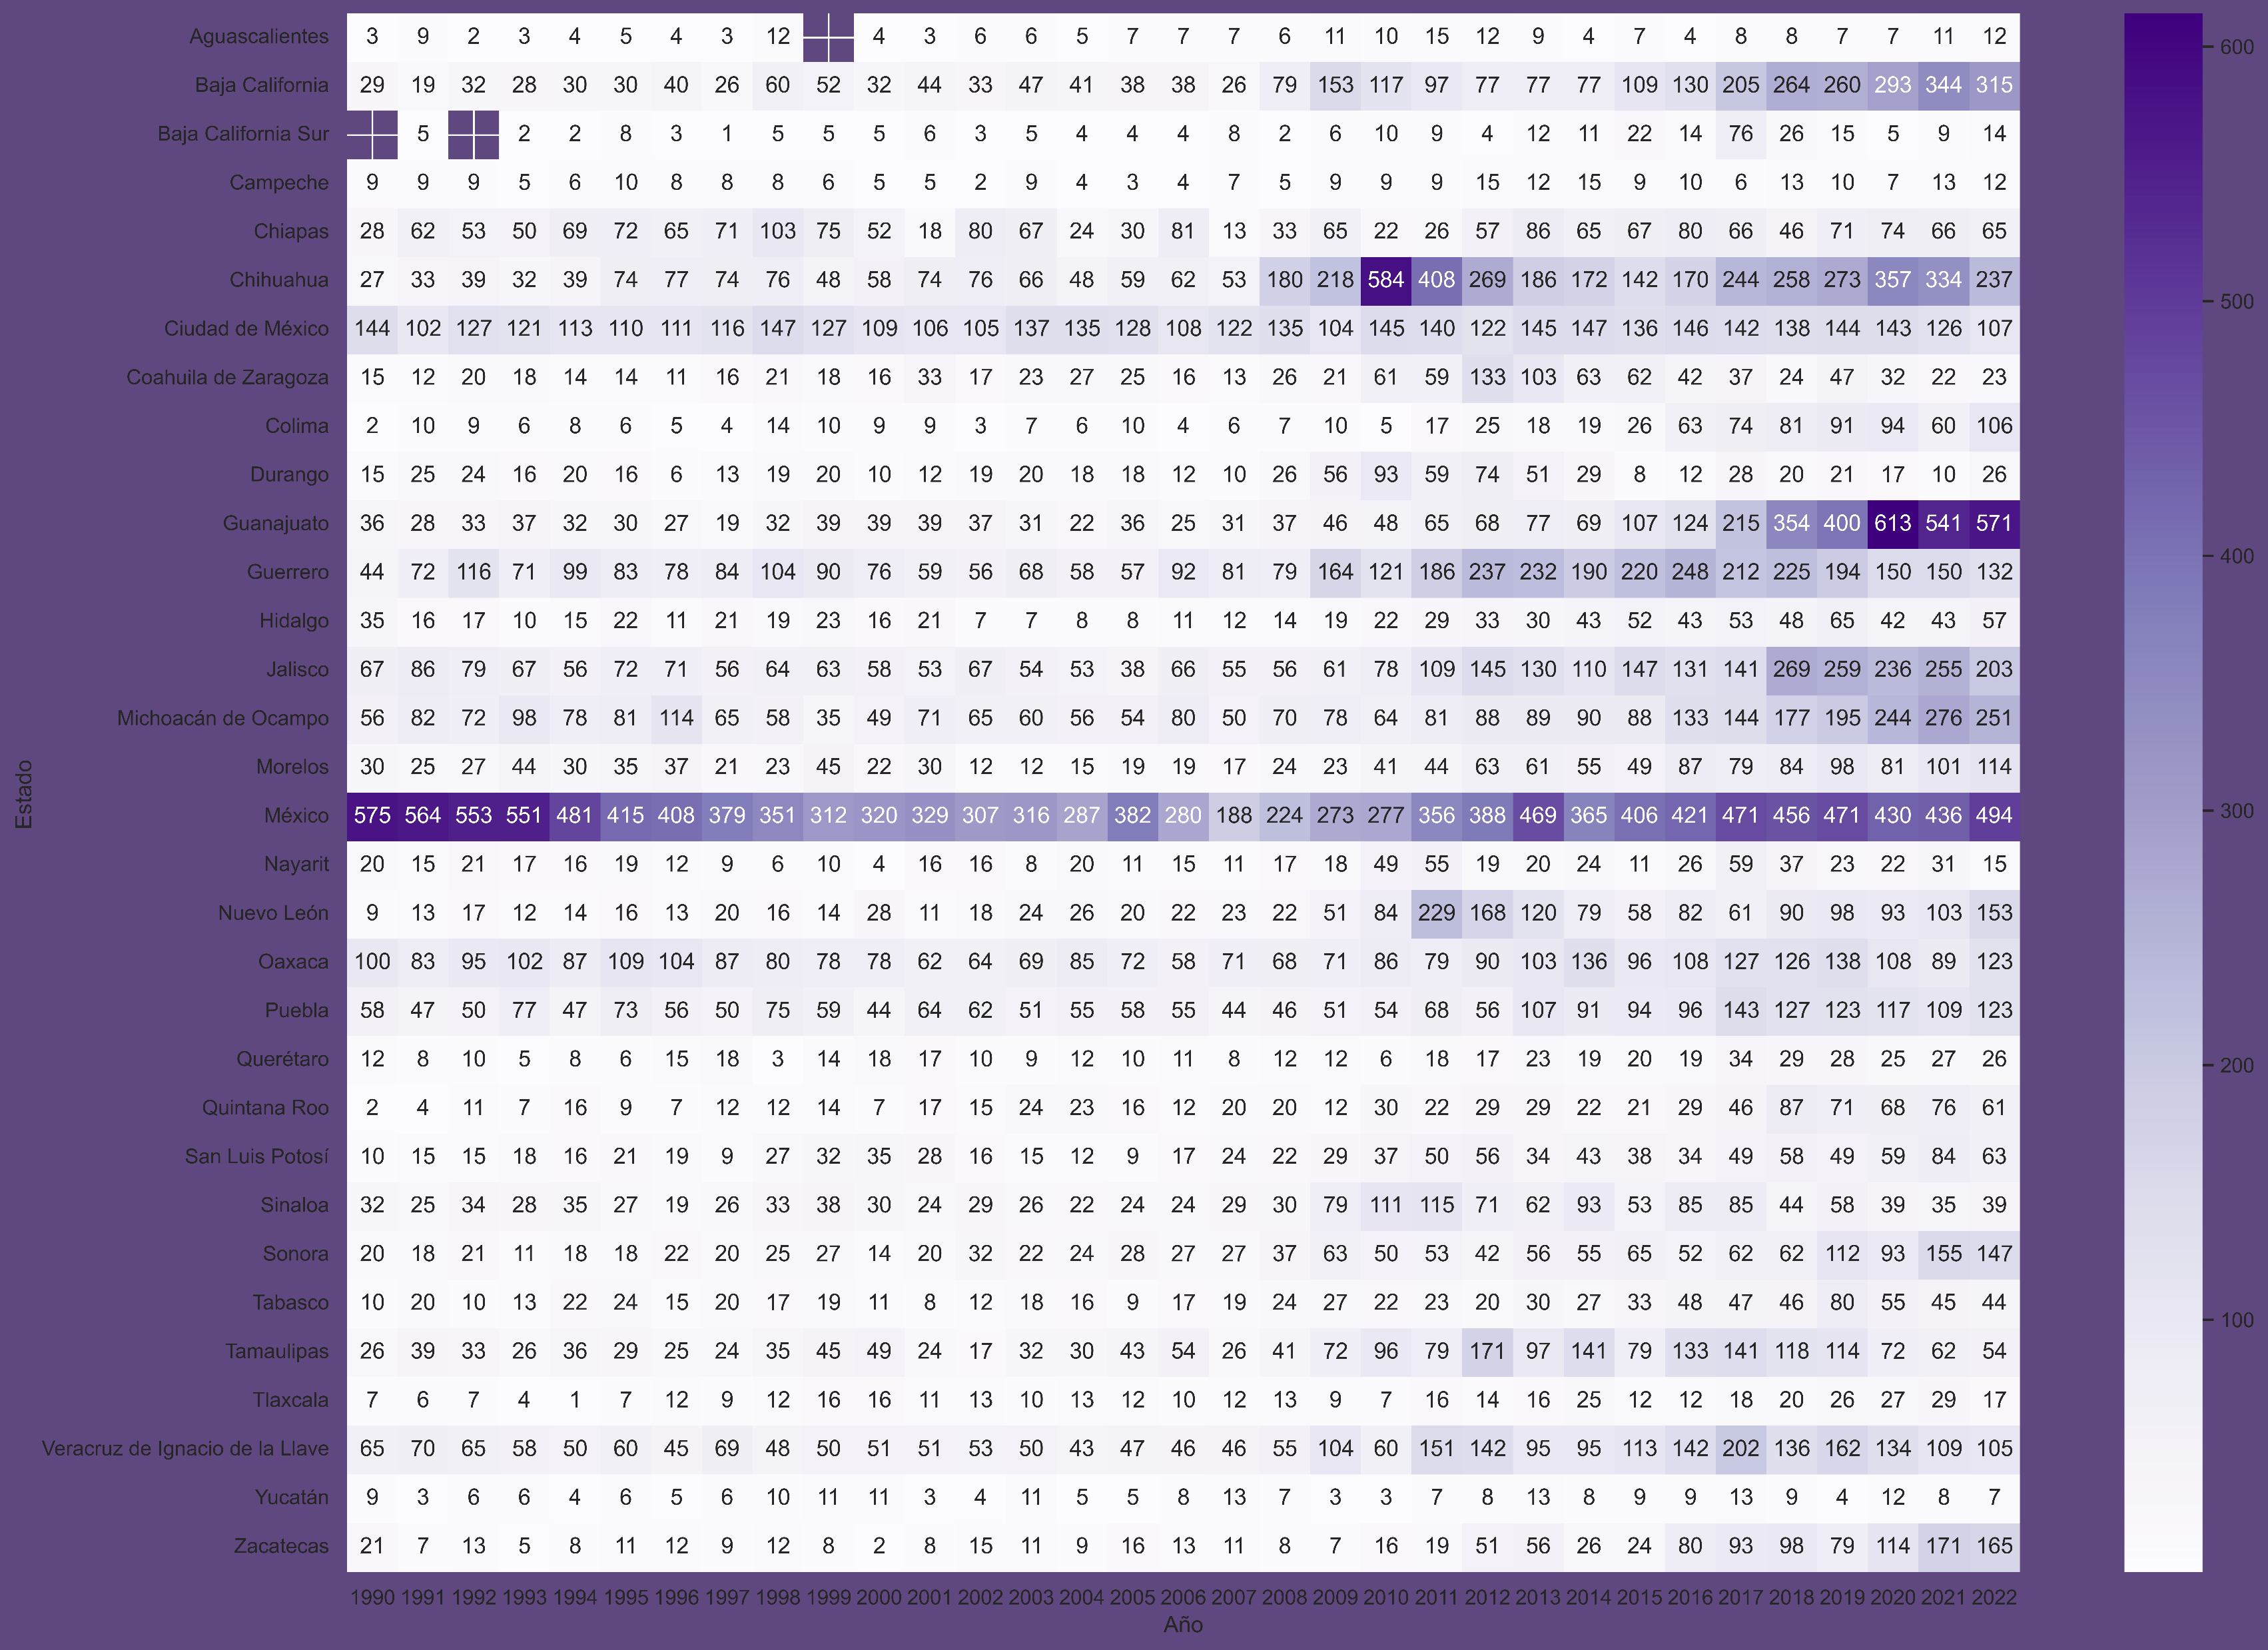 Aguascalientes 3 9 2 3 4 5 4 3 12 4 3 6 6 5 7 7 7 6 11 10 15 12 9 4 7 4 8 8 7 7 11 12
Baja California 29 19 32 28 30 30 40 26 60 52 32 44 33 47 41 38 38 26 79 153 117 97 77 77 77 109 130 205 264 260 293 344 315
Baja California Sur 5 2 2 8 3 1 5 5 5 6 3 5 4 4 4 8 2 6 10 9 4 12 11 22 14 76 26 15 5 9 14
Campeche 9 9 9 5 6 10 8 8 8 6 5 5 2 9 4 3 4 7 5 9 9 9 15 12 15 9 10 6 13 10 7 13 12
Chiapas 28 62 53 50 69 72 65 71 103 75 52 18 80 67 24 30 81 13 33 65 22 26 57 86 65 67 80 66 46 71 74 66 65
Chihuahua 27 33 39 32 39 74 77 74 76 48 58 74 76 66 48 59 62 53 180 218 584 408 269 186 172 142 170 244 258 273 357 334 237
Ciudad de México 144 102 127 121 113 110 111 116 147 127 109 106 105 137 135 128 108 122 135 104 145 140 122 145 147 136 146 142 138 144 143 126 107
Coahuila de Zaragoza 15 12 20 18 14 14 11 16 21 18 16 33 17 23 27 25 16 13 26 21 61 59 133 103 63 62 42 37 24 47 32 22 23
Colima 2 10 9 6 8 6 5 4 14 10 9 9 3 7 6 10 4 6 7 10 5 17 25 18 19 26 63 74 81 91 94 60 106
Durango 15 25 24 16 20 16 6 13 19 20 10 12 19 20 18 18 12 10 26 56 93 59 74 51 29 8 12 28 20 21 17 10 26
Guanajuato 36 28 33 37 32 30 27 19 32 39 39 39 37 31 22 36 25 31 37 46 48 65 68 77 69 107 124 215 354 400 613 541 571
Guerrero 44 72 116 71 99 83 78 84 104 90 76 59 56 68 58 57 92 81 79 164 121 186 237 232 190 220 248 212 225 194 150 150 132
Hidalgo 35 16 17 10 15 22 11 21 19 23 16 21 7 7 8 8 11 12 14 19 22 29 33 30 43 52 43 53 48 65 42 43 57
Jalisco 67 86 79 67 56 72 71 56 64 63 58 53 67 54 53 38 66 55 56 61 78 109 145 130 110 147 131 141 269 259 236 255 203
Michoacán de Ocampo 56 82 72 98 78 81 114 65 58 35 49 71 65 60 56 54 80 50 70 78 64 81 88 89 90 88 133 144 177 195 244 276 251
Morelos 30 25 27 44 30 35 37 21 23 45 22 30 12 12 15 19 19 17 24 23 41 44 63 61 55 49 87 79 84 98 81 101 114
México 575 564 553 551 481 415 408 379 351 312 320 329 307 316 287 382 280 188 224 273 277 356 388 469 365 406 421 471 456 471 430 436 494
Nayarit 20 15 21 17 16 19 12 9 6 10 4 16 16 8 20 11 15 11 17 18 49 55 19 20 24 11 26 59 37 23 22 31 15
Nuevo León 9 13 17 12 14 16 13 20 16 14 28 11 18 24 26 20 22 23 22 51 84 229 168 120 79 58 82 61 90 98 93 103 153
Oaxaca 100 83 95 102 87 109 104 87 80 78 78 62 64 69 85 72 58 71 68 71 86 79 90 103 136 96 108 127 126 138 108 89 123
Puebla 58 47 50 77 47 73 56 50 75 59 44 64 62 51 55 58 55 44 46 51 54 68 56 107 91 94 96 143 127 123 117 109 123
Querétaro 12 8 10 5 8 6 15 18 3 14 18 17 10 9 12 10 11 8 12 12 6 18 17 23 19 20 19 34 29 28 25 27 26
Quintana Roo 2 4 11 7 16 9 7 12 12 14 7 17 15 24 23 16 12 20 20 12 30 22 29 29 22 21 29 46 87 71 68 76 61
San Luis Potosí 10 15 15 18 16 21 19 9 27 32 35 28 16 15 12 9 17 24 22 29 37 50 56 34 43 38 34 49 58 49 59 84 63
Sinaloa 32 25 34 28 35 27 19 26 33 38 30 24 29 26 22 24 24 29 30 79 111 115 71 62 93 53 85 85 44 58 39 35 39
Sonora 20 18 21 11 18 18 22 20 25 27 14 20 32 22 24 28 27 27 37 63 50 53 42 56 55 65 52 62 62 112 93 155 147
Tabasco 10 20 10 13 22 24 15 20 17 19 11 8 12 18 16 9 17 19 24 27 22 23 20 30 27 33 48 47 46 80 55 45 44
Tamaulipas 26 39 33 26 36 29 25 24 35 45 49 24 17 32 30 43 54 26 41 72 96 79 171 97 141 79 133 141 118 114 72 62 54
Tlaxcala 7 6 7 4 1 7 12 9 12 16 16 11 13 10 13 12 10 12 13 9 7 16 14 16 25 12 12 18 20 26 27 29 17
Veracruz de Ignacio de la Llave 65 70 65 58 50 60 45 69 48 50 51 51 53 50 43 47 46 46 55 104 60 151 142 95 95 113 142 202 136 162 134 109 105
Yucatán 9 3 6 6 4 6 5 6 10 11 11 3 4 11 5 5 8 13 7 3 3 7 8 13 8 9 9 13 9 4 12 8 7
Zacatecas 21 7 13 5 8 11 12 9 12 8 2 8 15 11 9 16 13 11 8 7 16 19 51 56 26 24 80 93 98 79 114 171 165
1990 1991 1992 1993 1994 1995 1996 1997 1998 1999 2000 2001 2002 2003 2004 2005 2006 2007 2008 2009 2010 2011 2012 2013 2014 2015 2016 2017 2018 2019 2020 2021 2022
Año
Estado
600
500
400
300
200
100